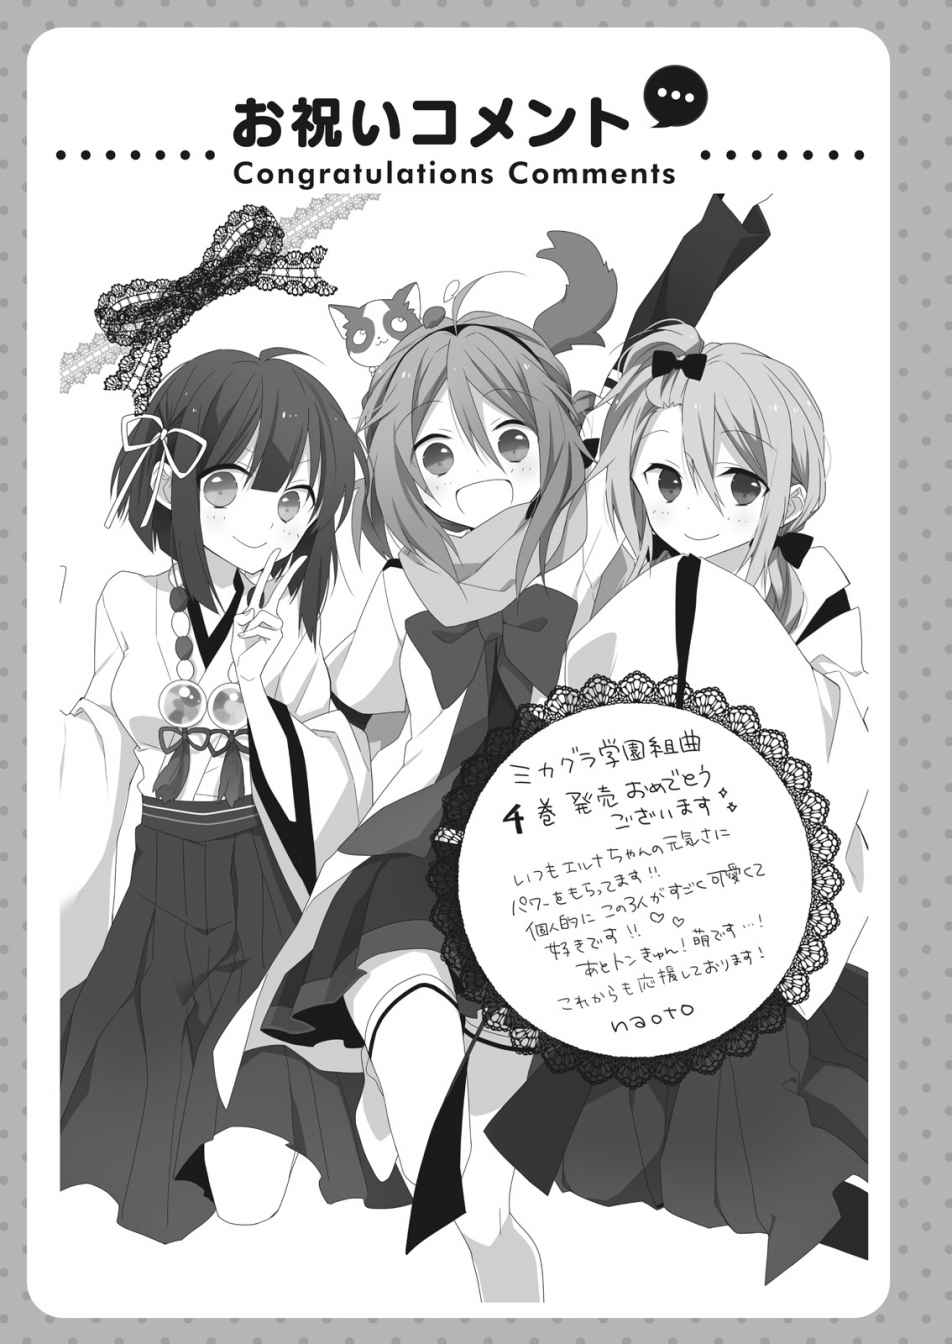 お祝いコメント
Congratulations Comments
ミカグラ学園組曲
4巻 発売 おめでとう
ございます
いつもエルナちゃんの元気さに
パワーをもらってます!!
個人的に この3人が すごく可愛くて
好きです!! ♡ ♡
あとトンきゅん!萌です…!
これからも応援しております!
naoto